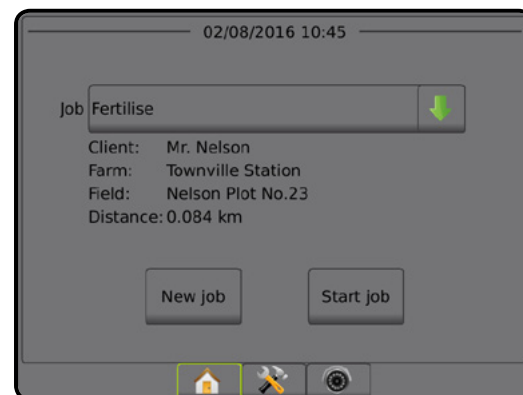 02/08/2016 10:45
Job Fertilise
Client: Mr. Nelson
Farm: Townville Station
Field: Nelson Plot No.23
Distance: 0.084 km
New job Start job